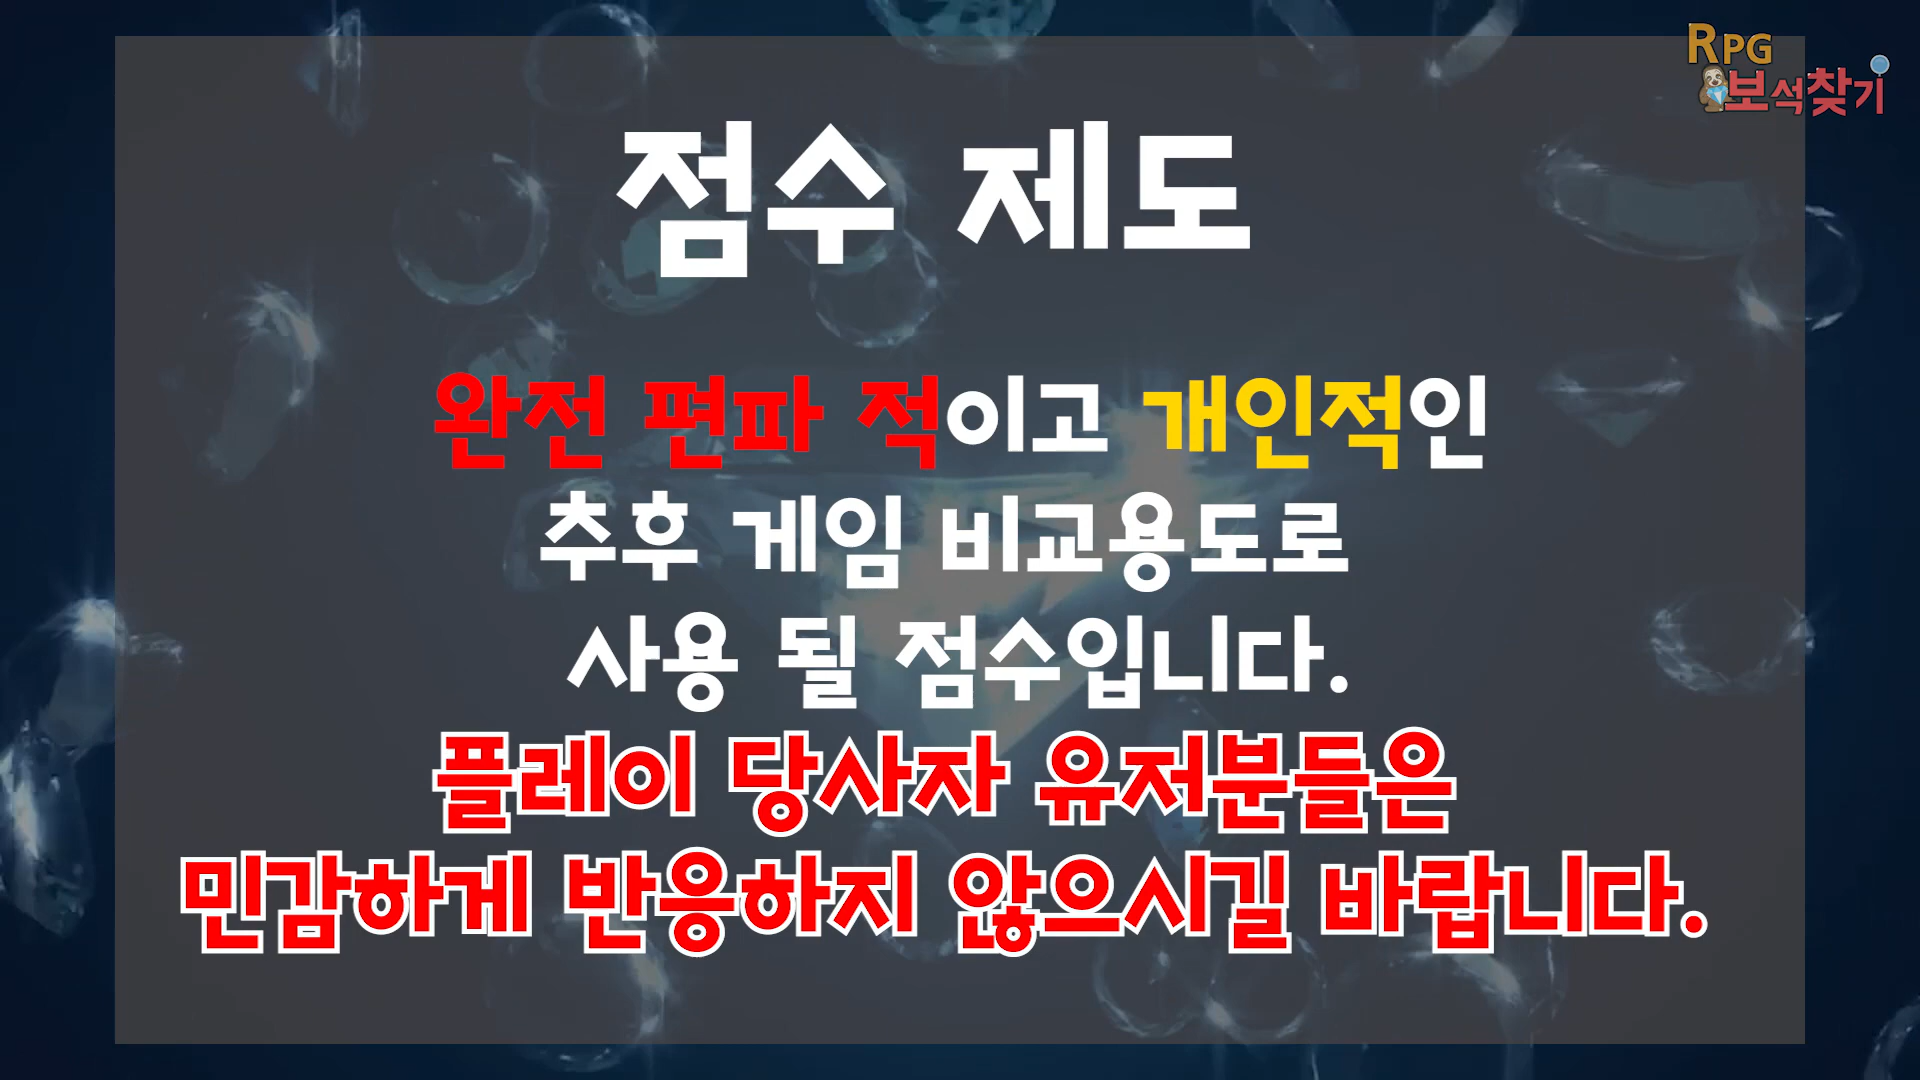 RPG
보석찾기
점수 제도
완전 편파 적이고 개인적인
추후 게임 비교용도로
사용 될 점수입니다.
플레이 당사자 유저분들은
민감하게 반응하지 않으시길 바랍니다.